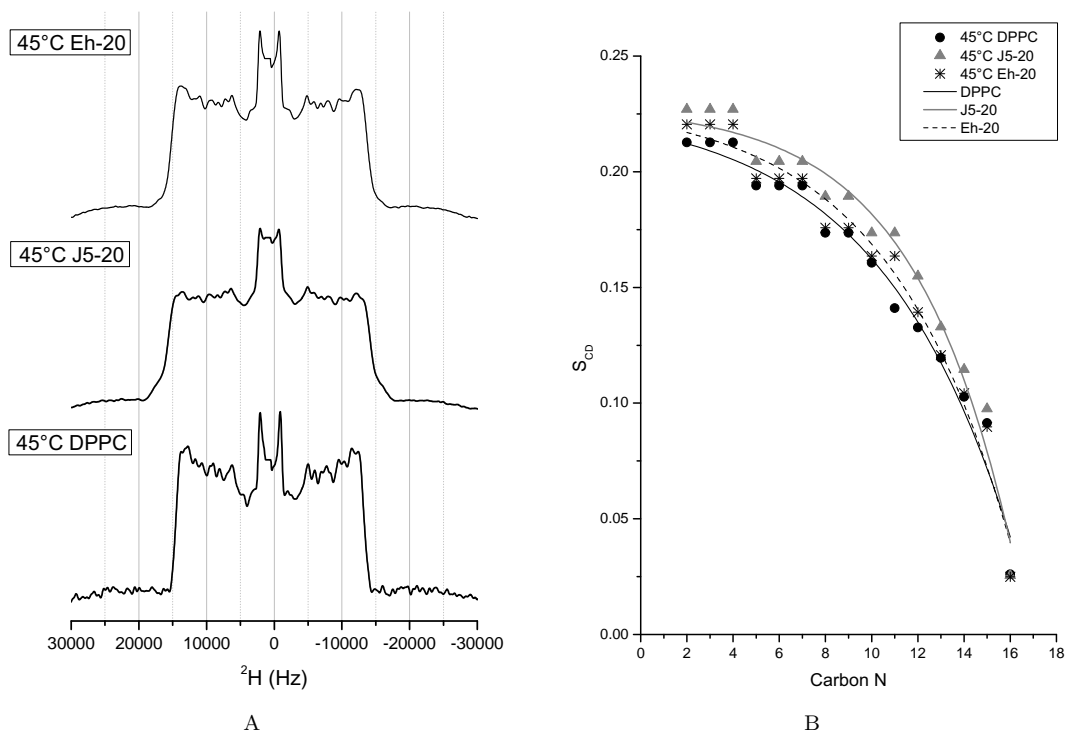 45°C Eh-20
45°C J5-20
45°C DPPC
30000 20000 10000 0 -10000 -20000 -30000
²H (Hz)
A
45°C DPPC
45°C J5-20
45°C Eh-20
DPPC
J5-20
Eh-20
0.25
0.20
0.15
0.10
0.05
0.00
S_CD
0 2 4 6 8 10 12 14 16 18
Carbon N
B